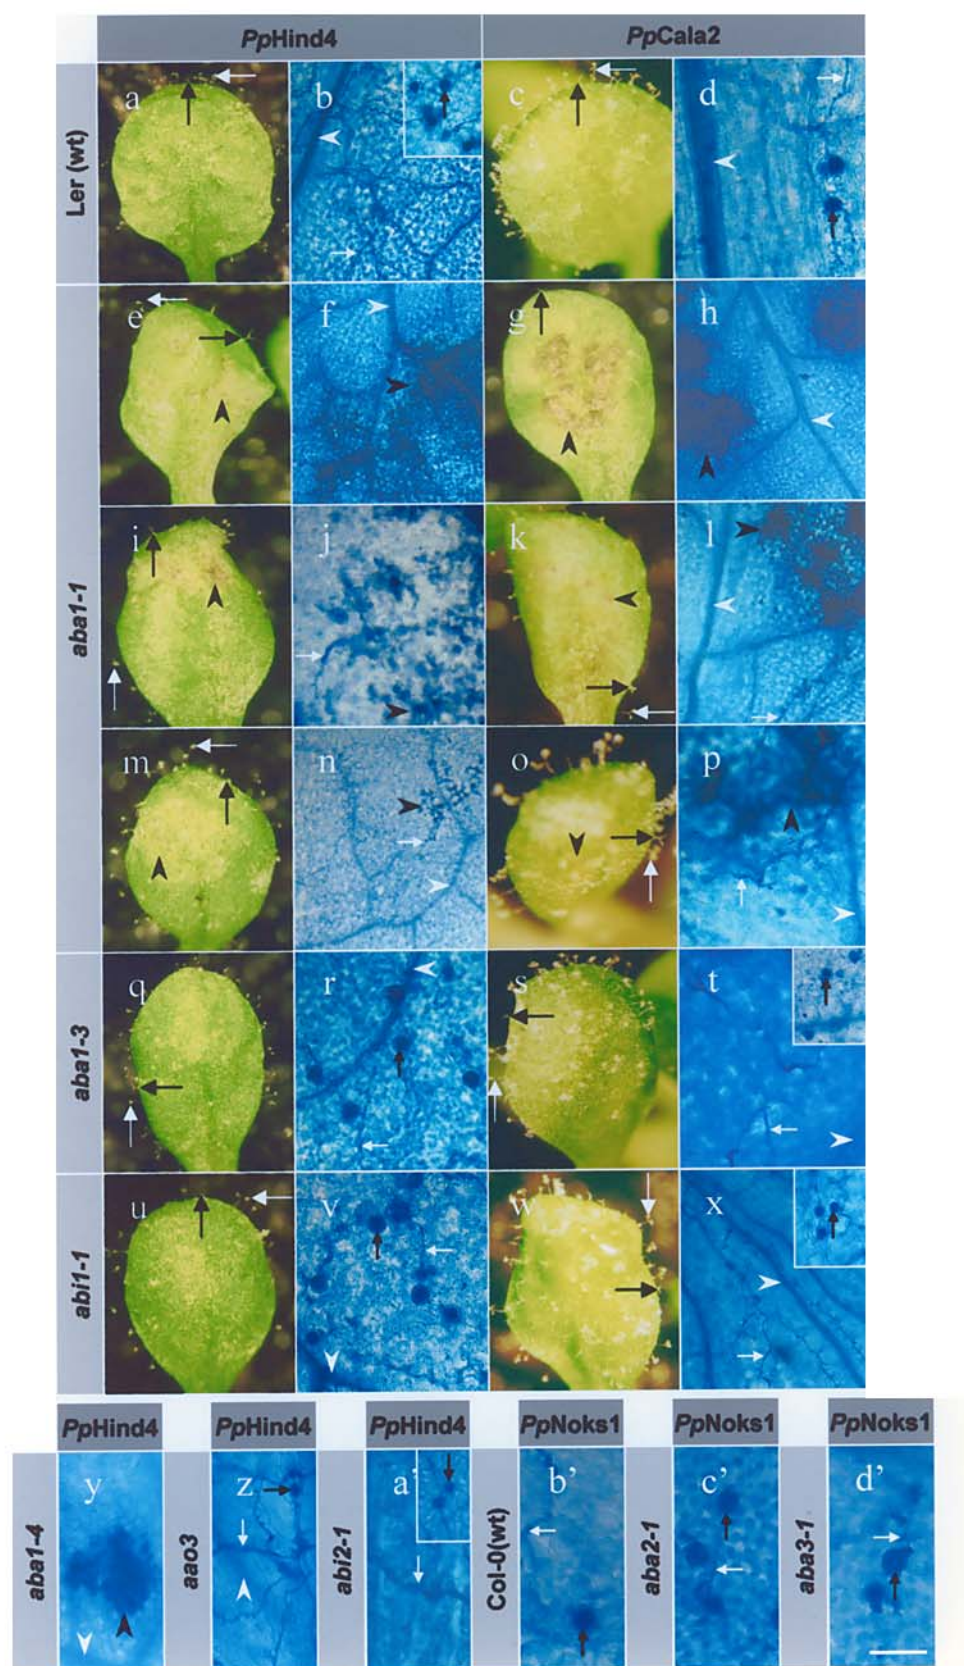 PpHind4 PpCala2
Ler (wt) a b c d
aba1-1
e f g h
i j k l
m n o p
aba1-3 q r s t
abi1-1 u v w x
PpHind4 PpHind4 PpHind4 PpNoks1 PpNoks1 PpNoks1
aba1-4 y aao3 z abi2-1 a' Col-0(wt) b' aba2-1 c' aba3-1 d'